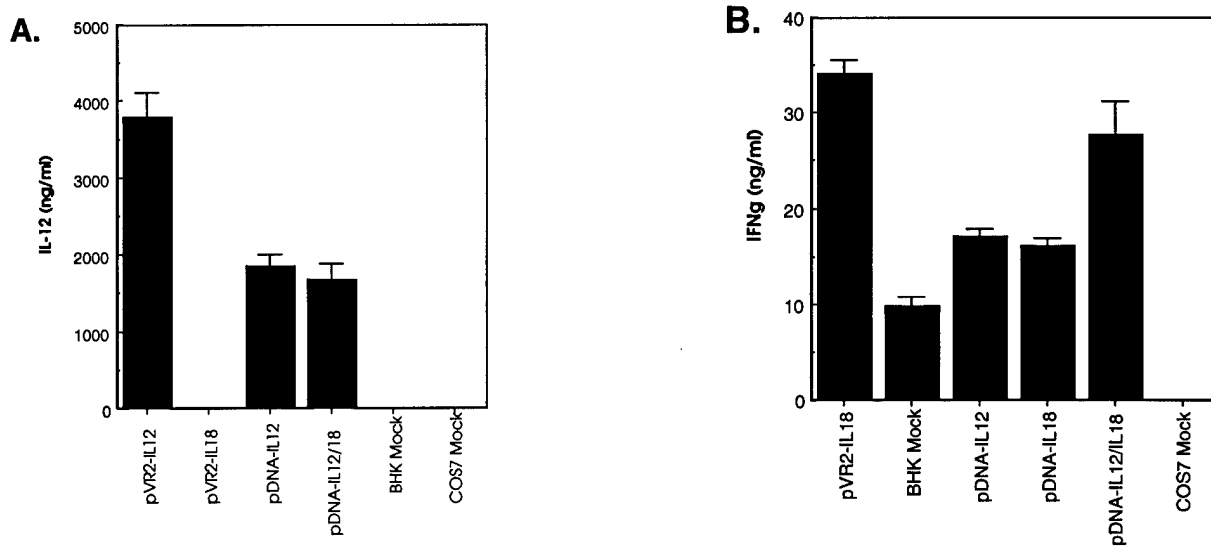 A.
5000
4000
3000
2000
1000
0
IL-12 (ng/ml)
pVR2-IL12
pVR2-IL18
pDNA-IL12
pDNA-IL12/18
BHK Mock
COS7 Mock
B.
40
30
20
10
0
IFNg (ng/ml)
pVR2-IL18
BHK Mock
pDNA-IL12
pDNA-IL18
pDNA-IL12/IL18
COS7 Mock